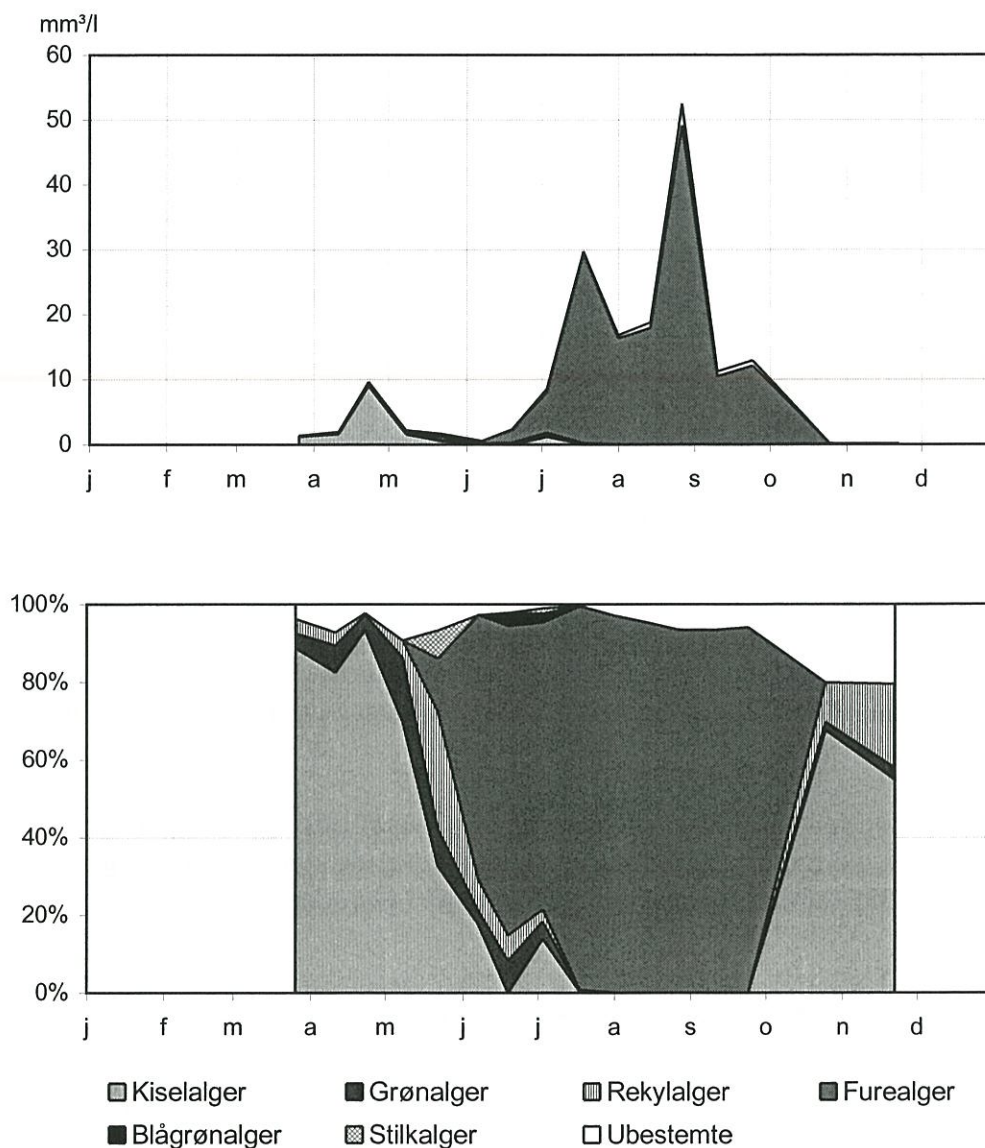 mm³/l
60
50
40
30
20
10
0
j f m a m j j a s o n d
100%
80%
60%
40%
20%
0%
j f m a m j j a s o n d
Kiselalger Grønalger Rekylalger Furealger
Blågrønalger Stilkalger Ubestemte